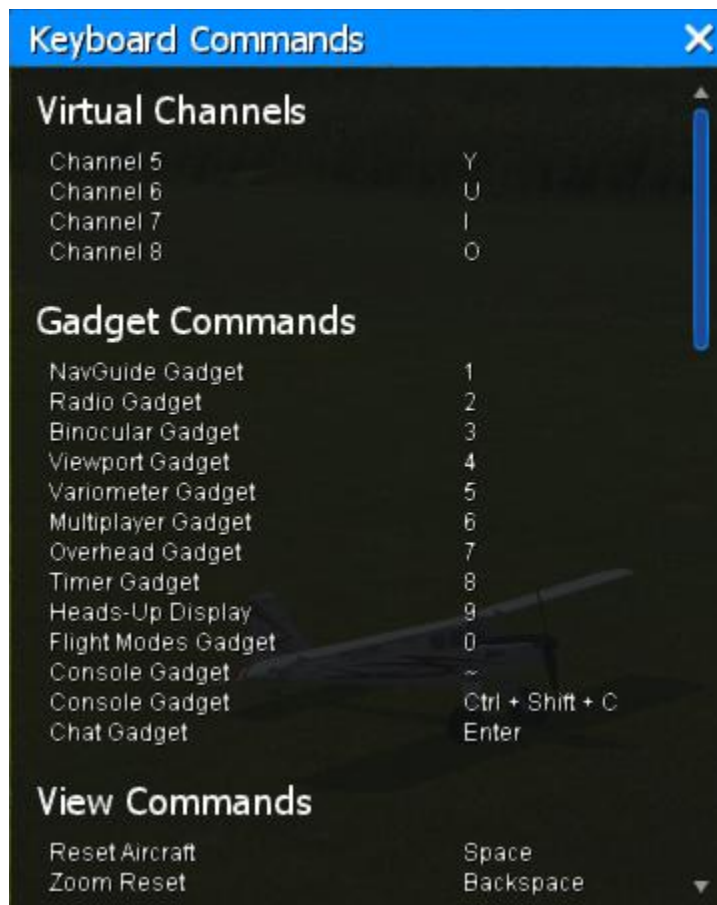 Keyboard Commands
Virtual Channels
Channel 5 Y
Channel 6 U
Channel 7 I
Channel 8 O
Gadget Commands
NavGuide Gadget 1
Radio Gadget 2
Binocular Gadget 3
Viewport Gadget 4
Variometer Gadget 5
Multiplayer Gadget 6
Overhead Gadget 7
Timer Gadget 8
Heads-Up Display 9
Flight Modes Gadget 0
Console Gadget ~
Console Gadget Ctrl + Shift + C
Chat Gadget Enter
View Commands
Reset Aircraft Space
Zoom Reset Backspace